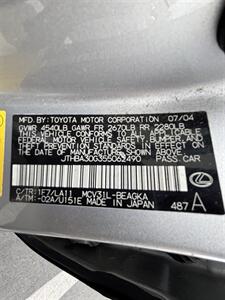 MFD. BY: TOYOTA MOTOR CORPORATION 07/04
GVWR 4540LB GAWR FR 2670LB RR 2280LB
THIS VEHICLE CONFORMS TO ALL APPLICABLE
FEDERAL MOTOR VEHICLE SAFETY, BUMPER, AND
THEFT PREVENTION STANDARDS IN EFFECT ON
THE DATE OF MANUFACTURE SHOWN ABOVE.
JTHBA30G355062490
PASS. CAR
C/TR:1F7/LA11 MCV31L-BEAGKA
A/TM:-02A/U151E MADE IN JAPAN 487 A